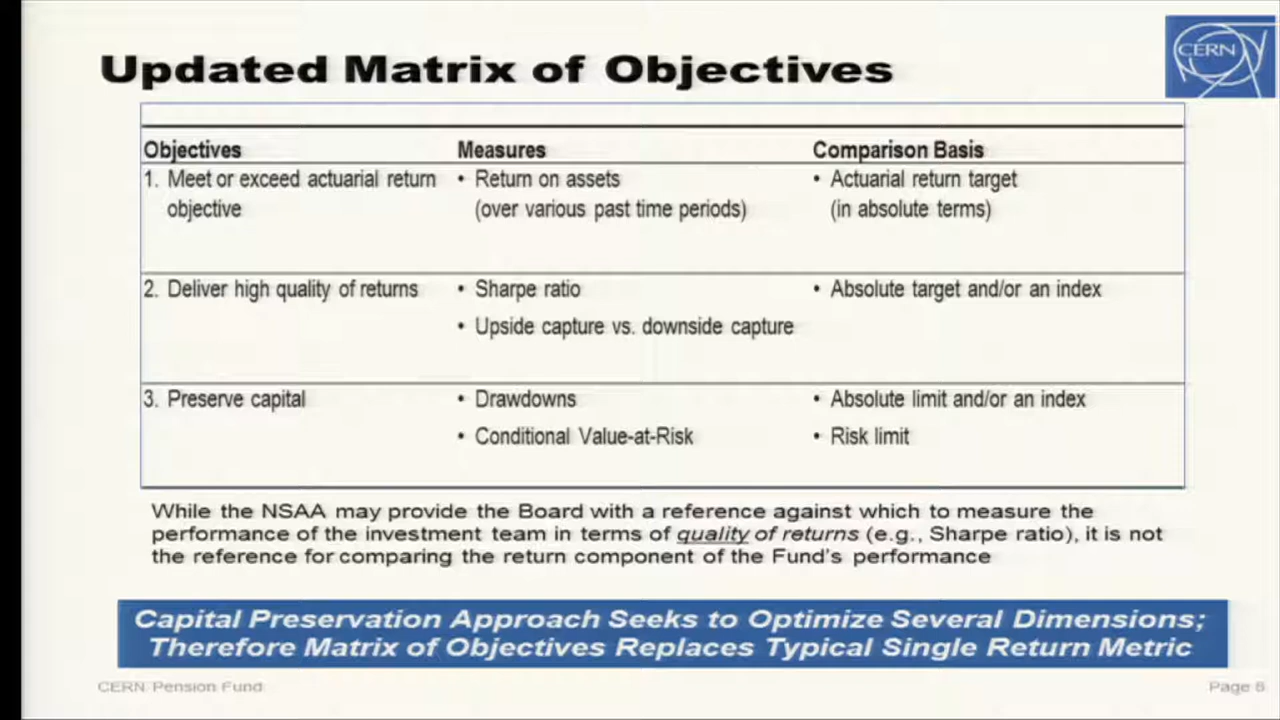 CERN
Updated Matrix of Objectives
Objectives Measures Comparison Basis
1. Meet or exceed actuarial return objective
• Return on assets
(over various past time periods)
• Actuarial return target
(in absolute terms)
2. Deliver high quality of returns
• Sharpe ratio
• Upside capture vs. downside capture
• Absolute target and/or an index
3. Preserve capital
• Drawdowns
• Conditional Value-at-Risk
• Absolute limit and/or an index
• Risk limit
While the NSAA may provide the Board with a reference against which to measure the
performance of the investment team in terms of quality of returns (e.g., Sharpe ratio), it is not
the reference for comparing the return component of the Fund's performance
Capital Preservation Approach Seeks to Optimize Several Dimensions;
Therefore Matrix of Objectives Replaces Typical Single Return Metric
CERN Pension Fund
Page